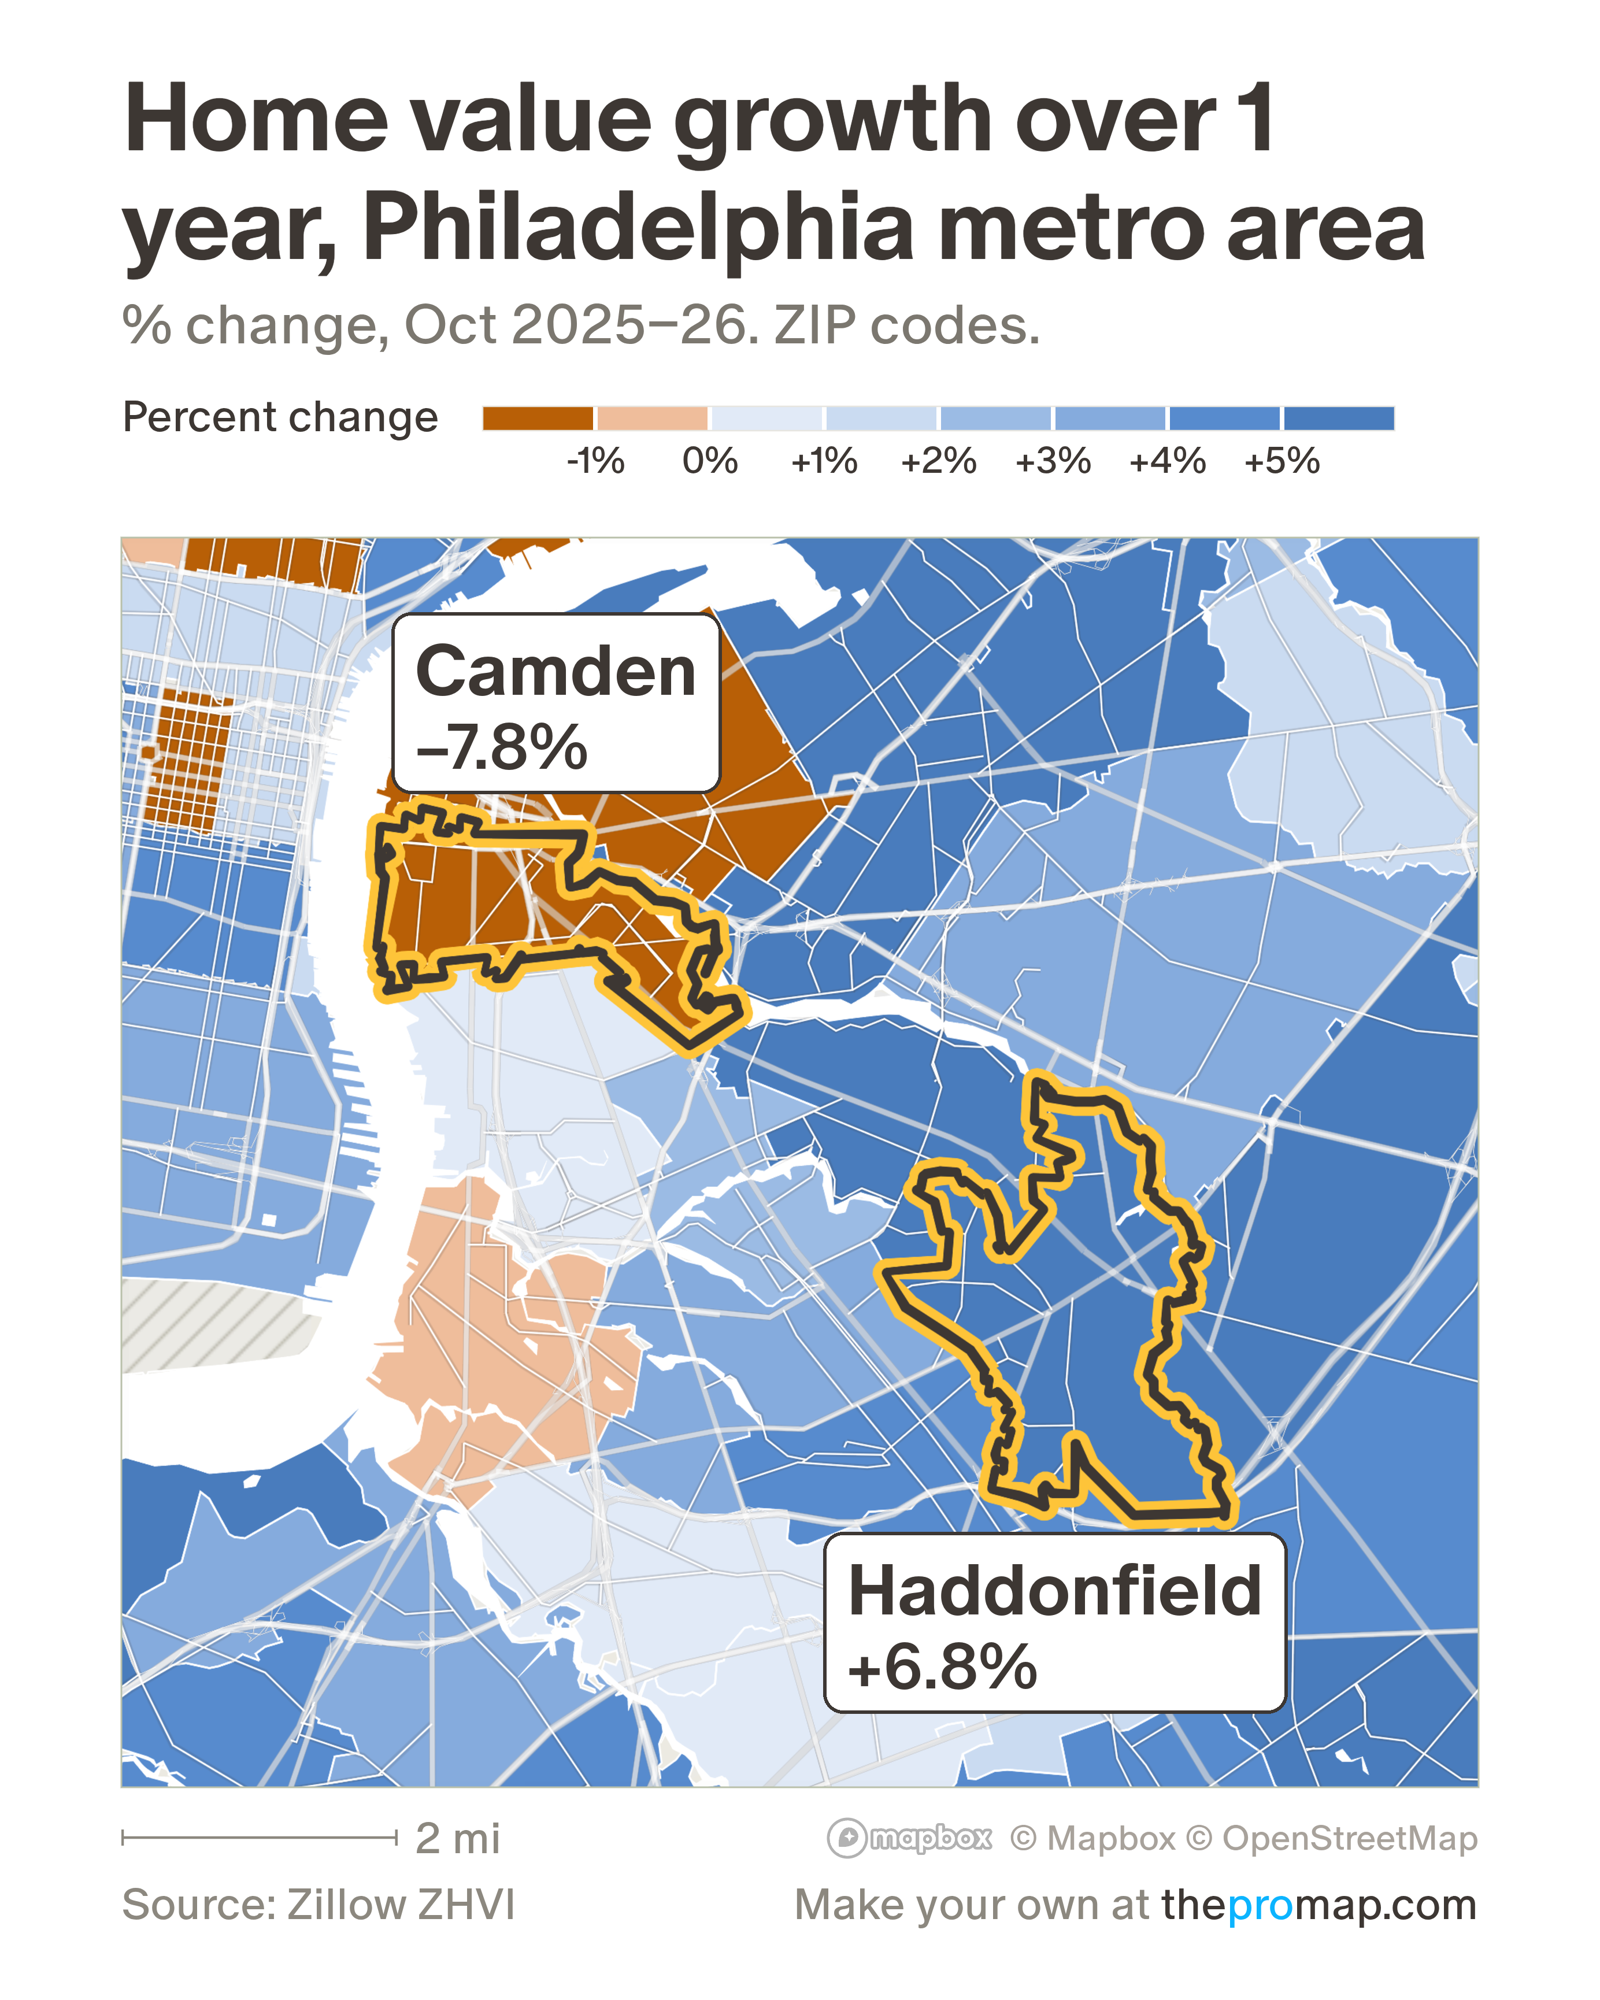 Home value growth over 1
year, Philadelphia metro area
% change, Oct 2025–26. ZIP codes.
Percent change
-1% 0% +1% +2% +3% +4% +5%
Camden
–7.8%
Haddonfield
+6.8%
2 mi
mapbox © Mapbox © OpenStreetMap
Source: Zillow ZHVI
Make your own at thepromap.com